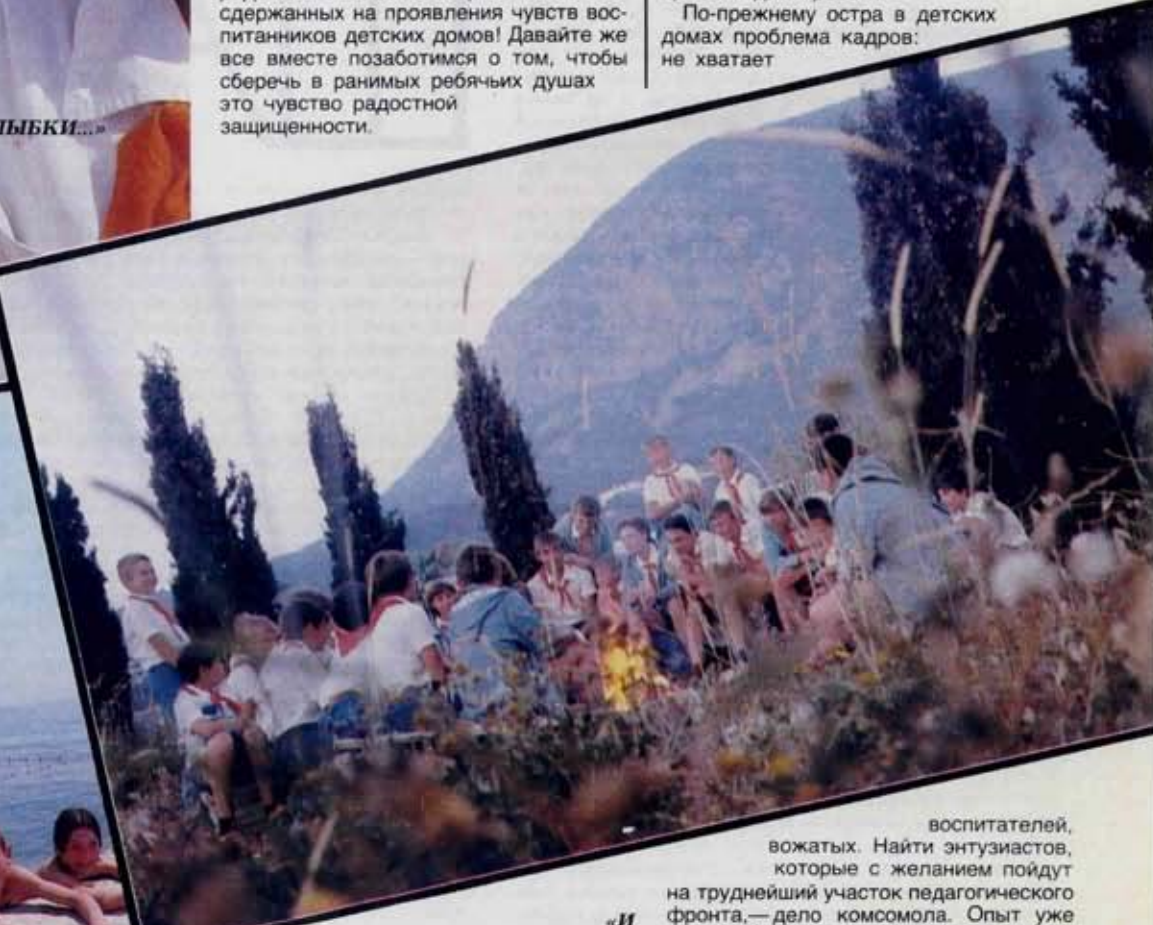 сдержанных на проявления чувств вос-
питанников детских домов! Давайте же
все вместе позаботимся о том, чтобы
сберечь в ранимых ребячьих душах
это чувство радостной
защищенности.
По-прежнему остра в детских
домах проблема кадров:
не хватает
воспитателей,
вожатых. Найти энтузиастов,
которые с желанием пойдут
на труднейший участок педагогического
фронта,— дело комсомола. Опыт уже
«И